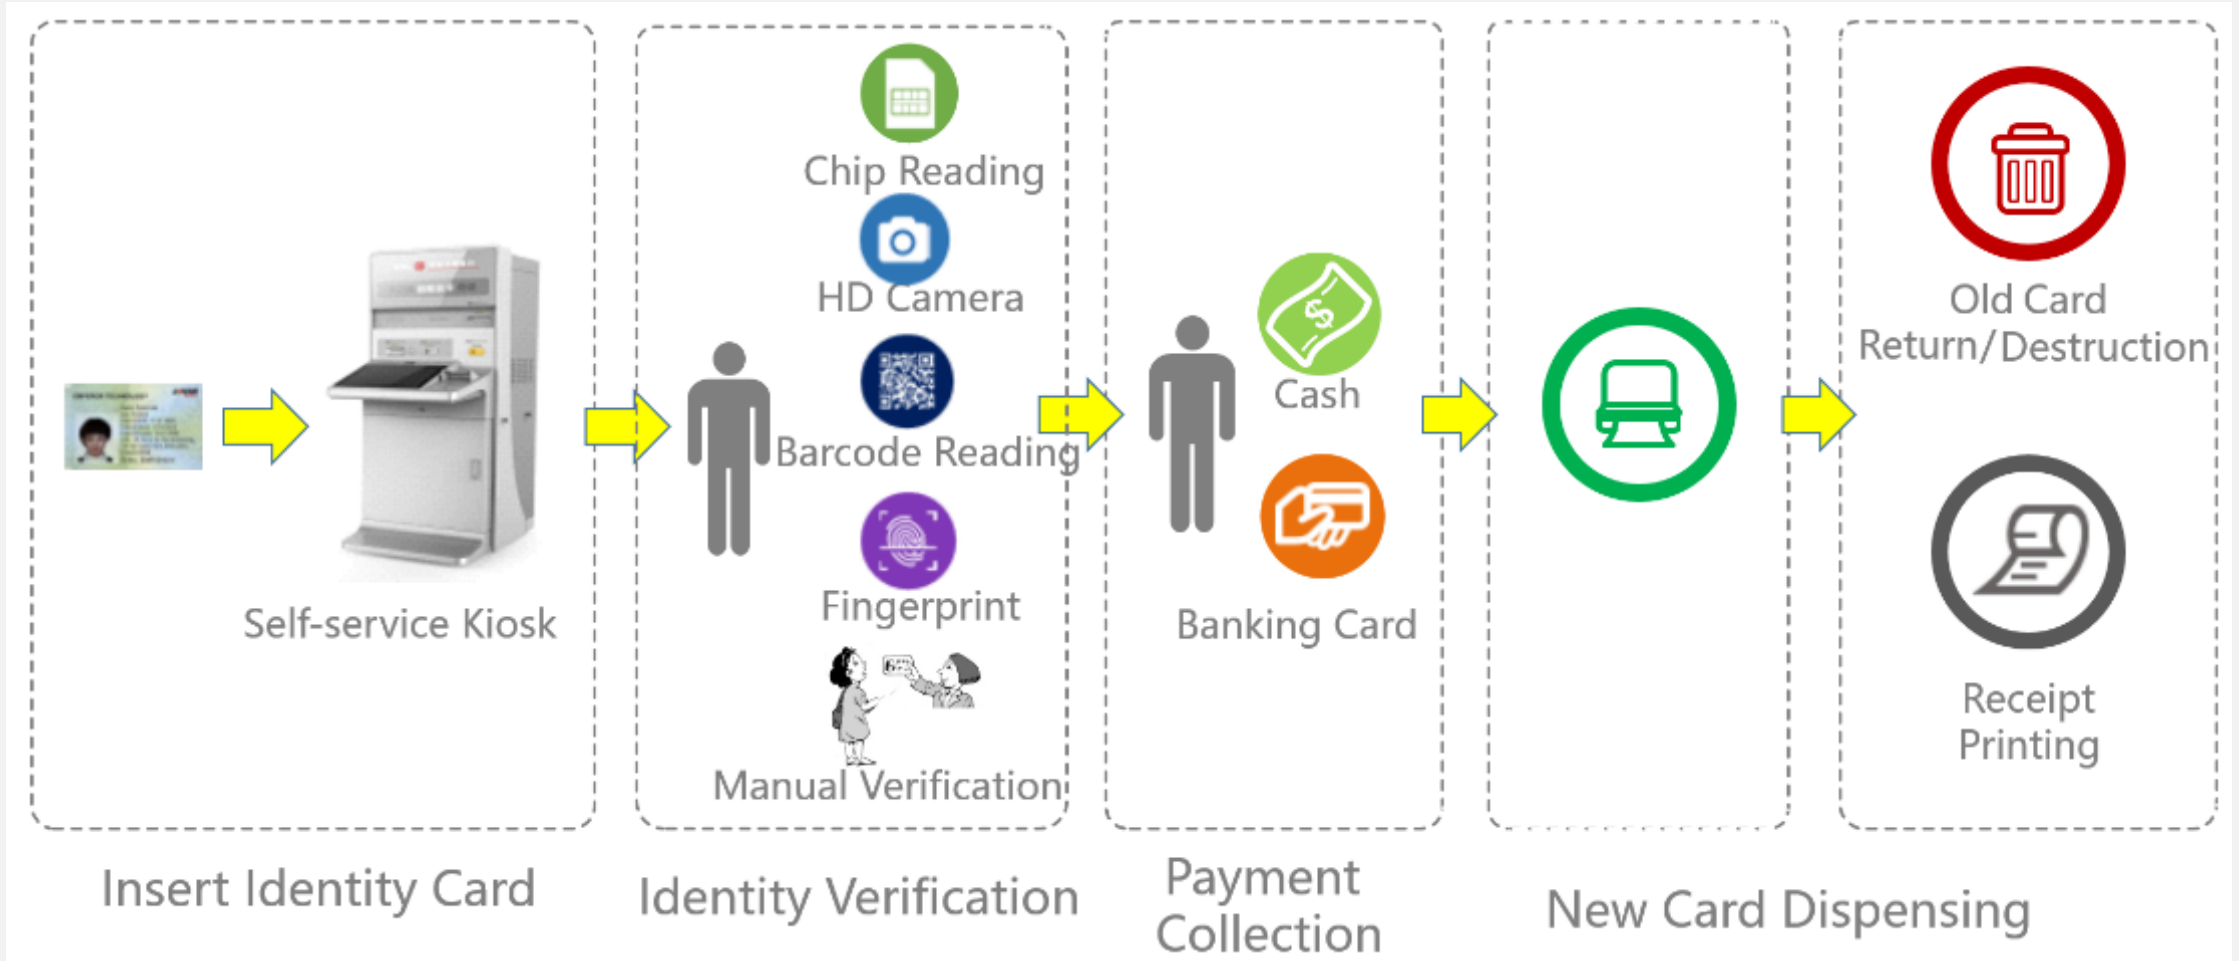 Self-service Kiosk
Insert Identity Card
Chip Reading
HD Camera
Barcode Reading
Fingerprint
Manual Verification
Identity Verification
Cash
Banking Card
Payment
Collection
New Card Dispensing
Old Card
Return/Destruction
Receipt
Printing